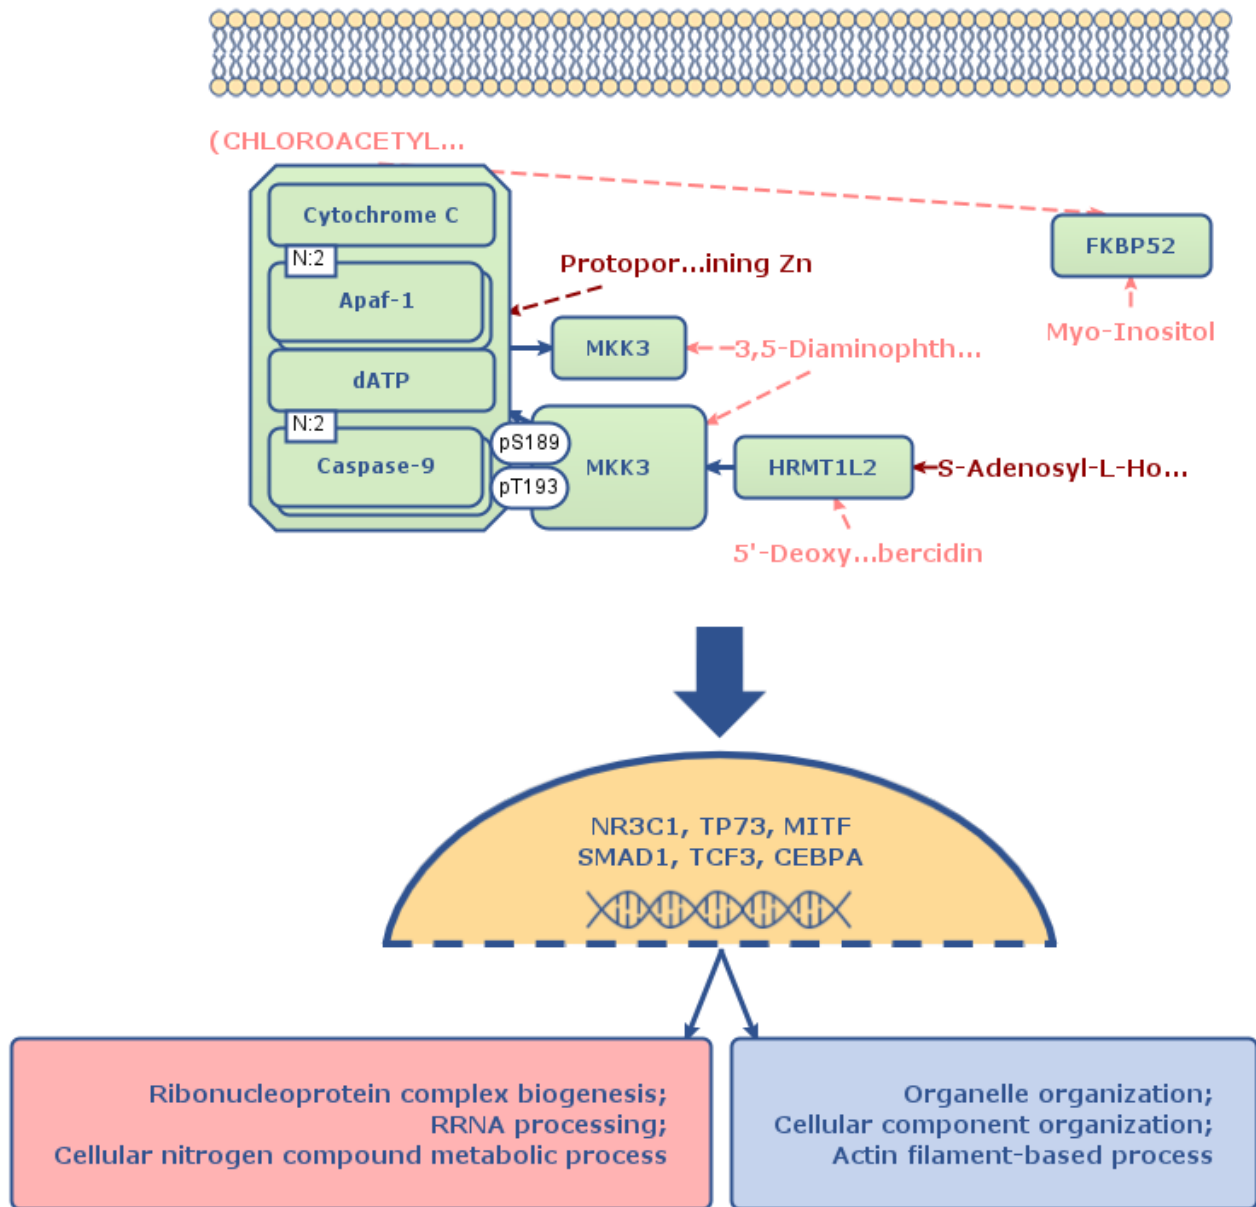 (CHLOROACETYL...
Cytochrome C
N:2
Apaf-1
dATP
N:2
Caspase-9
Protopor...ining Zn
FKBP52
Myo-Inositol
MKK3
3,5-Diaminophth...
pS189
pT193
MKK3
HRMT1L2
S-Adenosyl-L-Ho...
5'-Deoxy...bercidin
NR3C1, TP73, MITF
SMAD1, TCF3, CEBPA
Ribonucleoprotein complex biogenesis;
RRNA processing;
Cellular nitrogen compound metabolic process
Organelle organization;
Cellular component organization;
Actin filament-based process